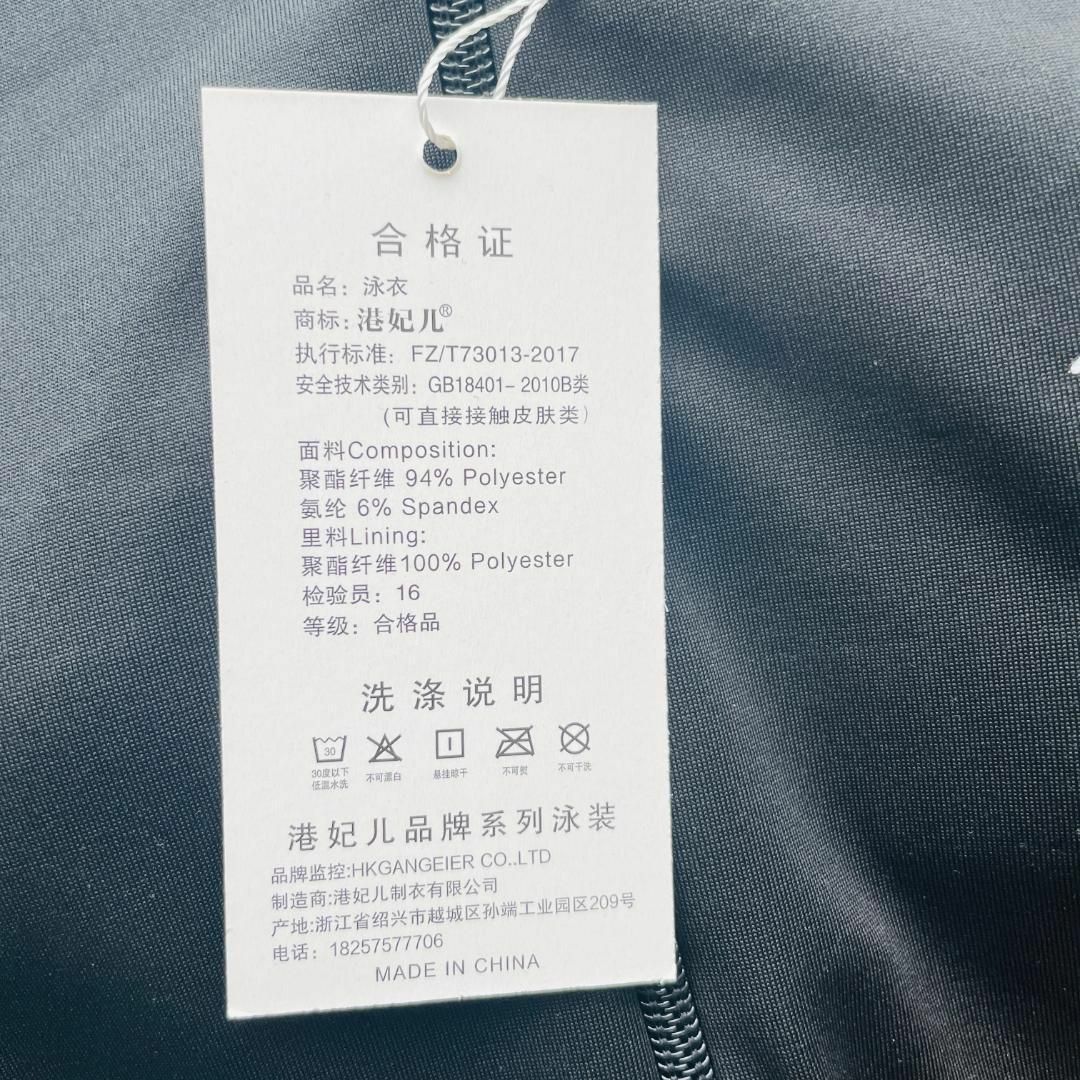 合格证
品名：泳衣
商标：港妃儿®
执行标准：FZ/T73013-2017
安全技术类别：GB18401-2010B类
(可直接接触皮肤类)
面料Composition:
聚酯纤维 94% Polyester
氨纶 6% Spandex
里料Lining:
聚酯纤维100% Polyester
检验员：16
等级：合格品
洗涤说明
30
30度以下 不可漂白 悬挂晾干 不可熨 不可干洗
低温水洗
港妃儿品牌系列泳装
品牌监控:HKGANGEIER CO..LTD
制造商:港妃儿制衣有限公司
产地:浙江省绍兴市越城区孙端工业园区209号
电话：18257577706
MADE IN CHINA